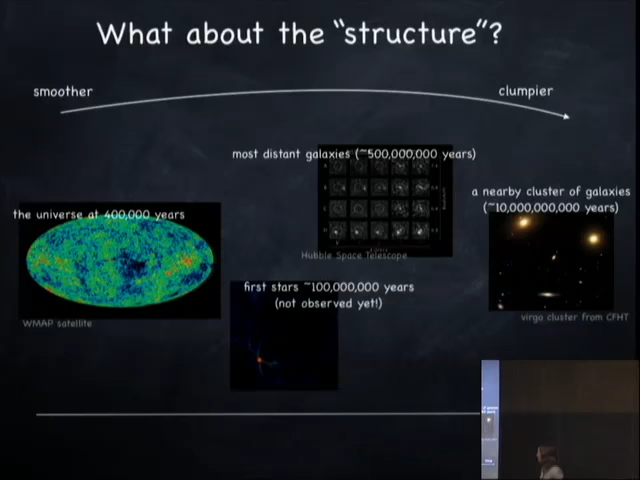 What about the “structure”?
smoother
clumpier
most distant galaxies (~500,000,000 years)
a nearby cluster of galaxies
(~10,000,000,000 years)
the universe at 400,000 years
Hubble Space Telescope
first stars ~100,000,000 years
(not observed yet!)
WMAP satellite
virgo cluster from CFHT